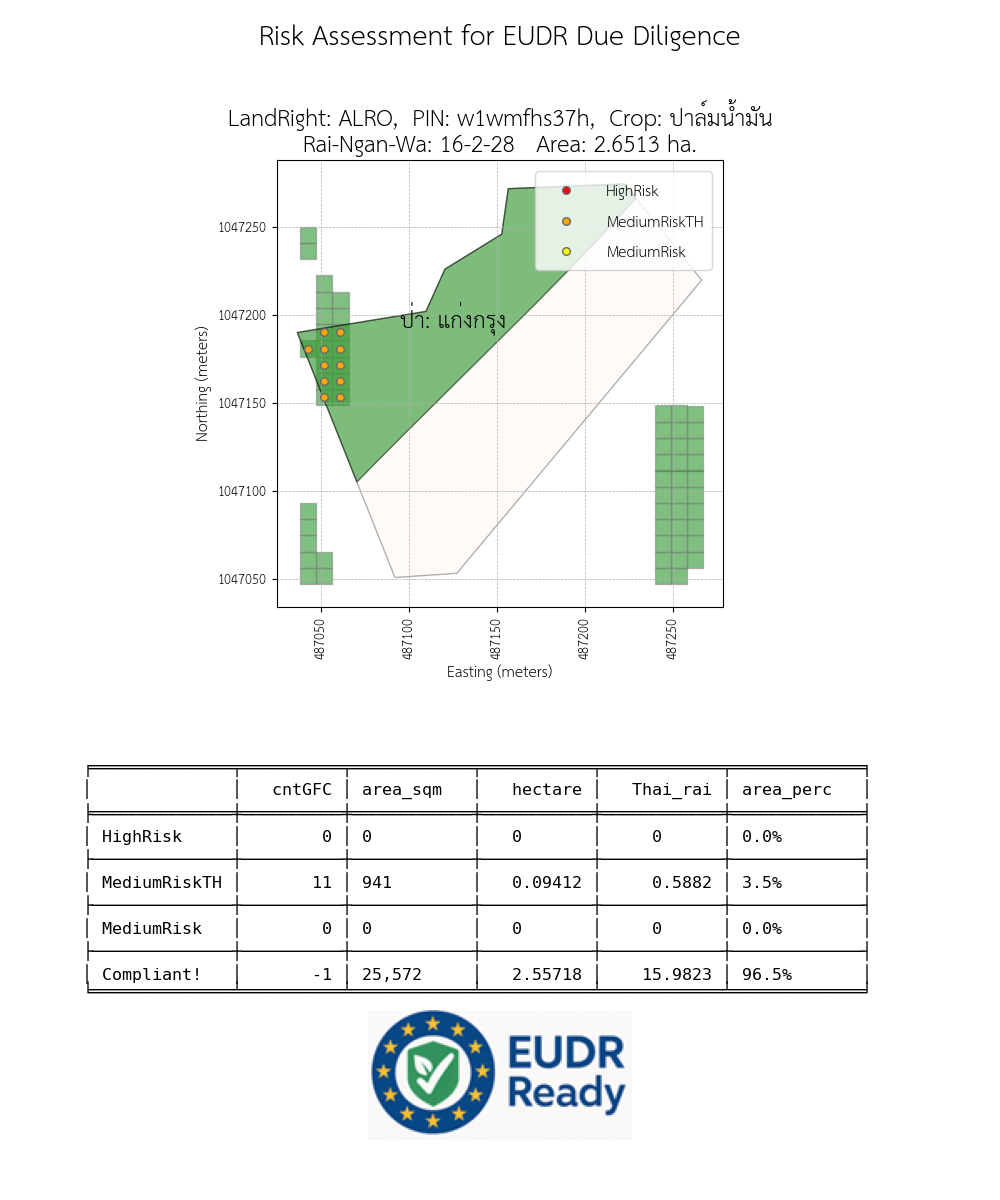 Risk Assessment for EUDR Due Diligence
LandRight: ALRO,  PIN: w1wmfhs37h,  Crop: ปาล์มน้ำมัน
Rai-Ngan-Wa: 16-2-28   Area: 2.6513 ha.
HighRisk
MediumRiskTH
MediumRisk
ป่า: แก่งกรุง
1047250
1047200
1047150
1047100
1047050
Northing (meters)
487050
487100
487150
487200
487250
Easting (meters)
cntGFC area_sqm hectare Thai_rai area_perc
HighRisk 0 0 0 0 0.0%
MediumRiskTH 11 941 0.09412 0.5882 3.5%
MediumRisk 0 0 0 0 0.0%
Compliant! -1 25,572 2.55718 15.9823 96.5%
EUDR
Ready